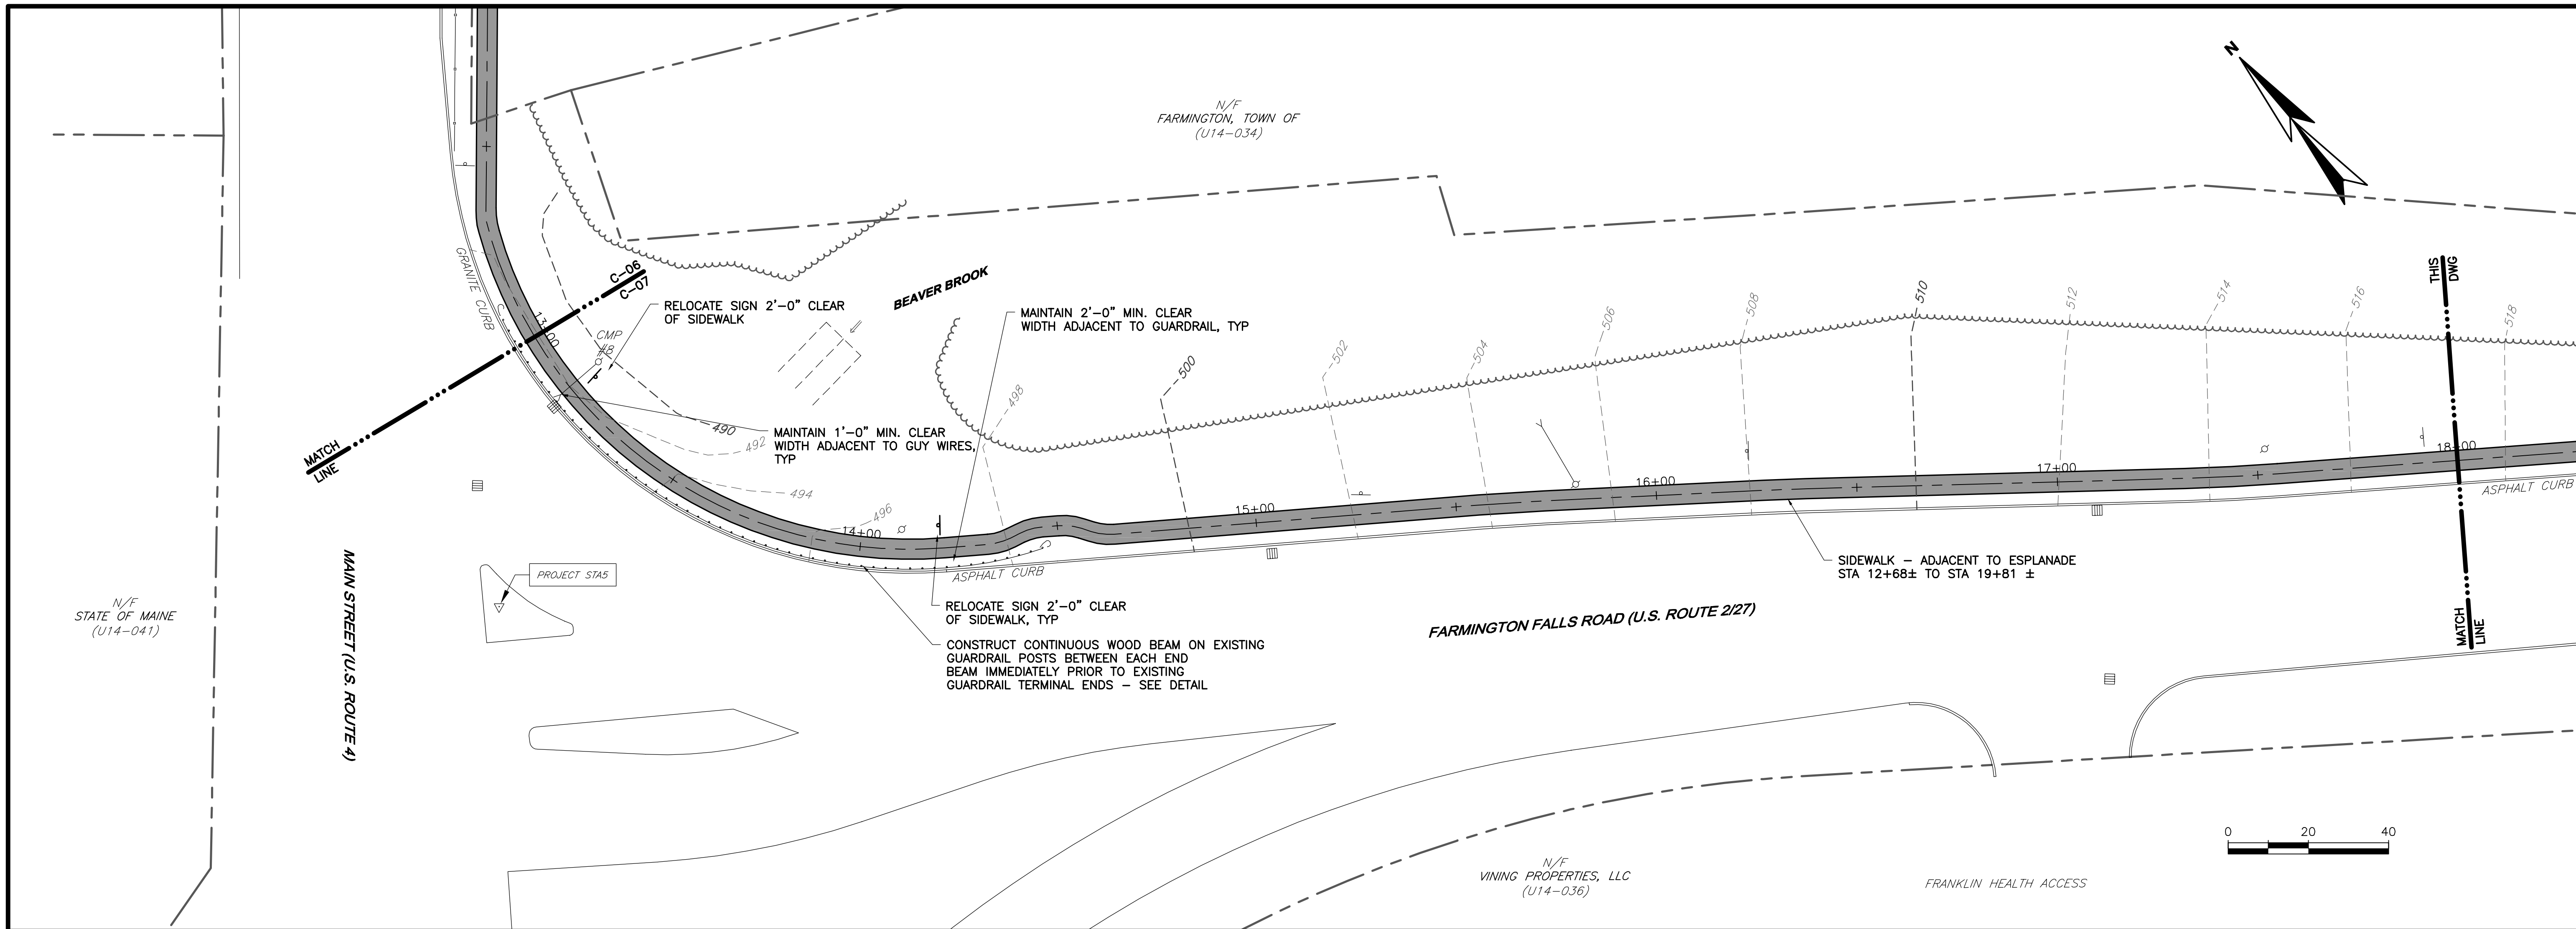 N
N/F
FARMINGTON, TOWN OF
(U14-034)
GRANITE CURB
C-06
C-07
MATCH
LINE
13+00
CMP
#8
RELOCATE SIGN 2'-0" CLEAR
OF SIDEWALK
BEAVER BROOK
MAINTAIN 2'-0" MIN. CLEAR
WIDTH ADJACENT TO GUARDRAIL, TYP
MAINTAIN 1'-0" MIN. CLEAR
WIDTH ADJACENT TO GUY WIRES,
TYP
490
492
494
496
498
500
502
504
506
508
510
512
514
516
518
THIS
DWG
14+00
15+00
16+00
17+00
18+00
ASPHALT CURB
ASPHALT CURB
MATCH
LINE
SIDEWALK – ADJACENT TO ESPLANADE
STA 12+68± TO STA 19+81 ±
PROJECT STA5
RELOCATE SIGN 2'-0" CLEAR
OF SIDEWALK, TYP
CONSTRUCT CONTINUOUS WOOD BEAM ON EXISTING
GUARDRAIL POSTS BETWEEN EACH END
BEAM IMMEDIATELY PRIOR TO EXISTING
GUARDRAIL TERMINAL ENDS – SEE DETAIL
FARMINGTON FALLS ROAD (U.S. ROUTE 2/27)
MAIN STREET (U.S. ROUTE 4)
N/F
STATE OF MAINE
(U14-041)
0 20 40
N/F
VINING PROPERTIES, LLC
(U14-036)
FRANKLIN HEALTH ACCESS